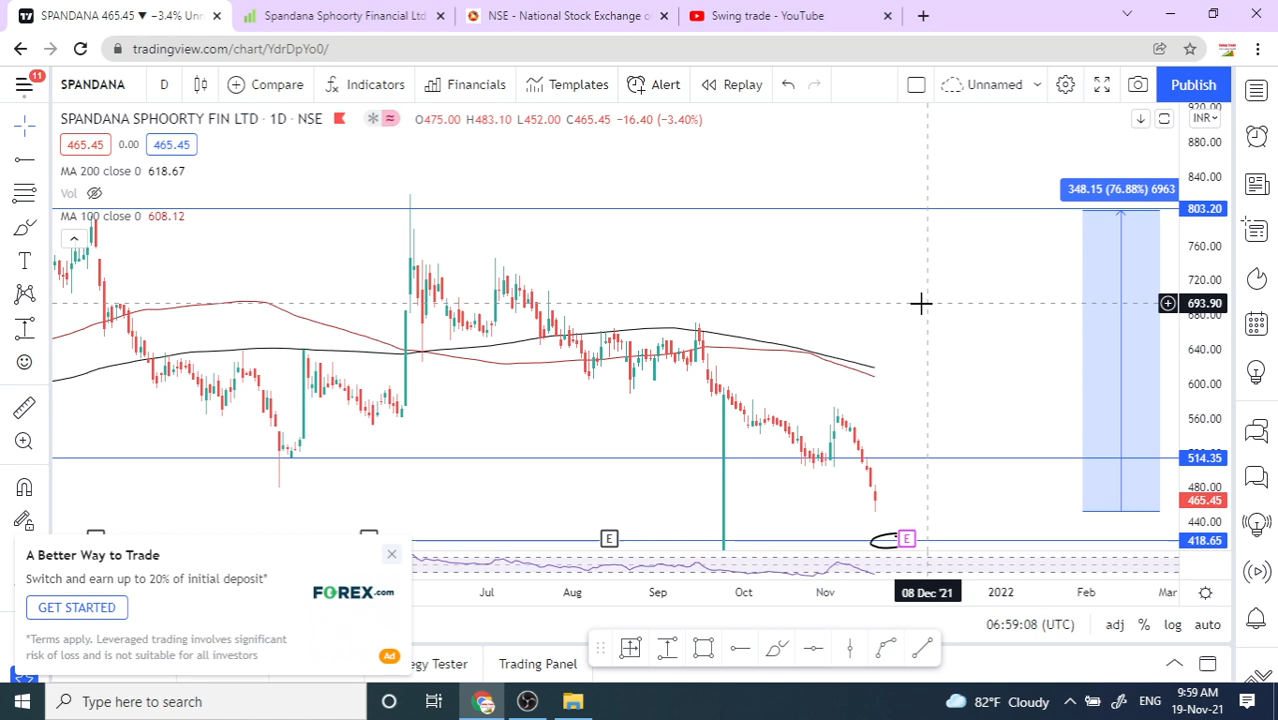 SPANDANA 465.45 ▼ −3.4% Unn
Spandana Sphoorty Financial Ltd
NSE - National Stock Exchange o
Swing trade - YouTube
tradingview.com/chart/YdrDpYo0/
11
SPANDANA D Compare Indicators Financials Templates Alert Replay Unnamed Publish
SPANDANA SPHOORTY FIN LTD · 1D · NSE O475.00 H483.10 L452.00 C465.45 −16.40 (−3.40%)
465.45 0.00 465.45
MA 200 close 0 618.67
Vol
MA 100 close 0 608.12
INR
920.00
880.00
840.00
348.15 (76.88%) 6963
803.20
760.00
720.00
693.90
680.00
640.00
600.00
560.00
514.35
480.00
465.45
440.00
418.65
E E
Jul Aug Sep Oct Nov 08 Dec '21 2022 Feb Mar
06:59:08 (UTC) adj % log auto
A Better Way to Trade
Switch and earn up to 20% of initial deposit*
GET STARTED
FOREX.com
*Terms apply. Leveraged trading involves significant
risk of loss and is not suitable for all investors
Ad
egy Tester Trading Panel
Type here to search
82°F Cloudy
ENG
9:59 AM
19-Nov-21